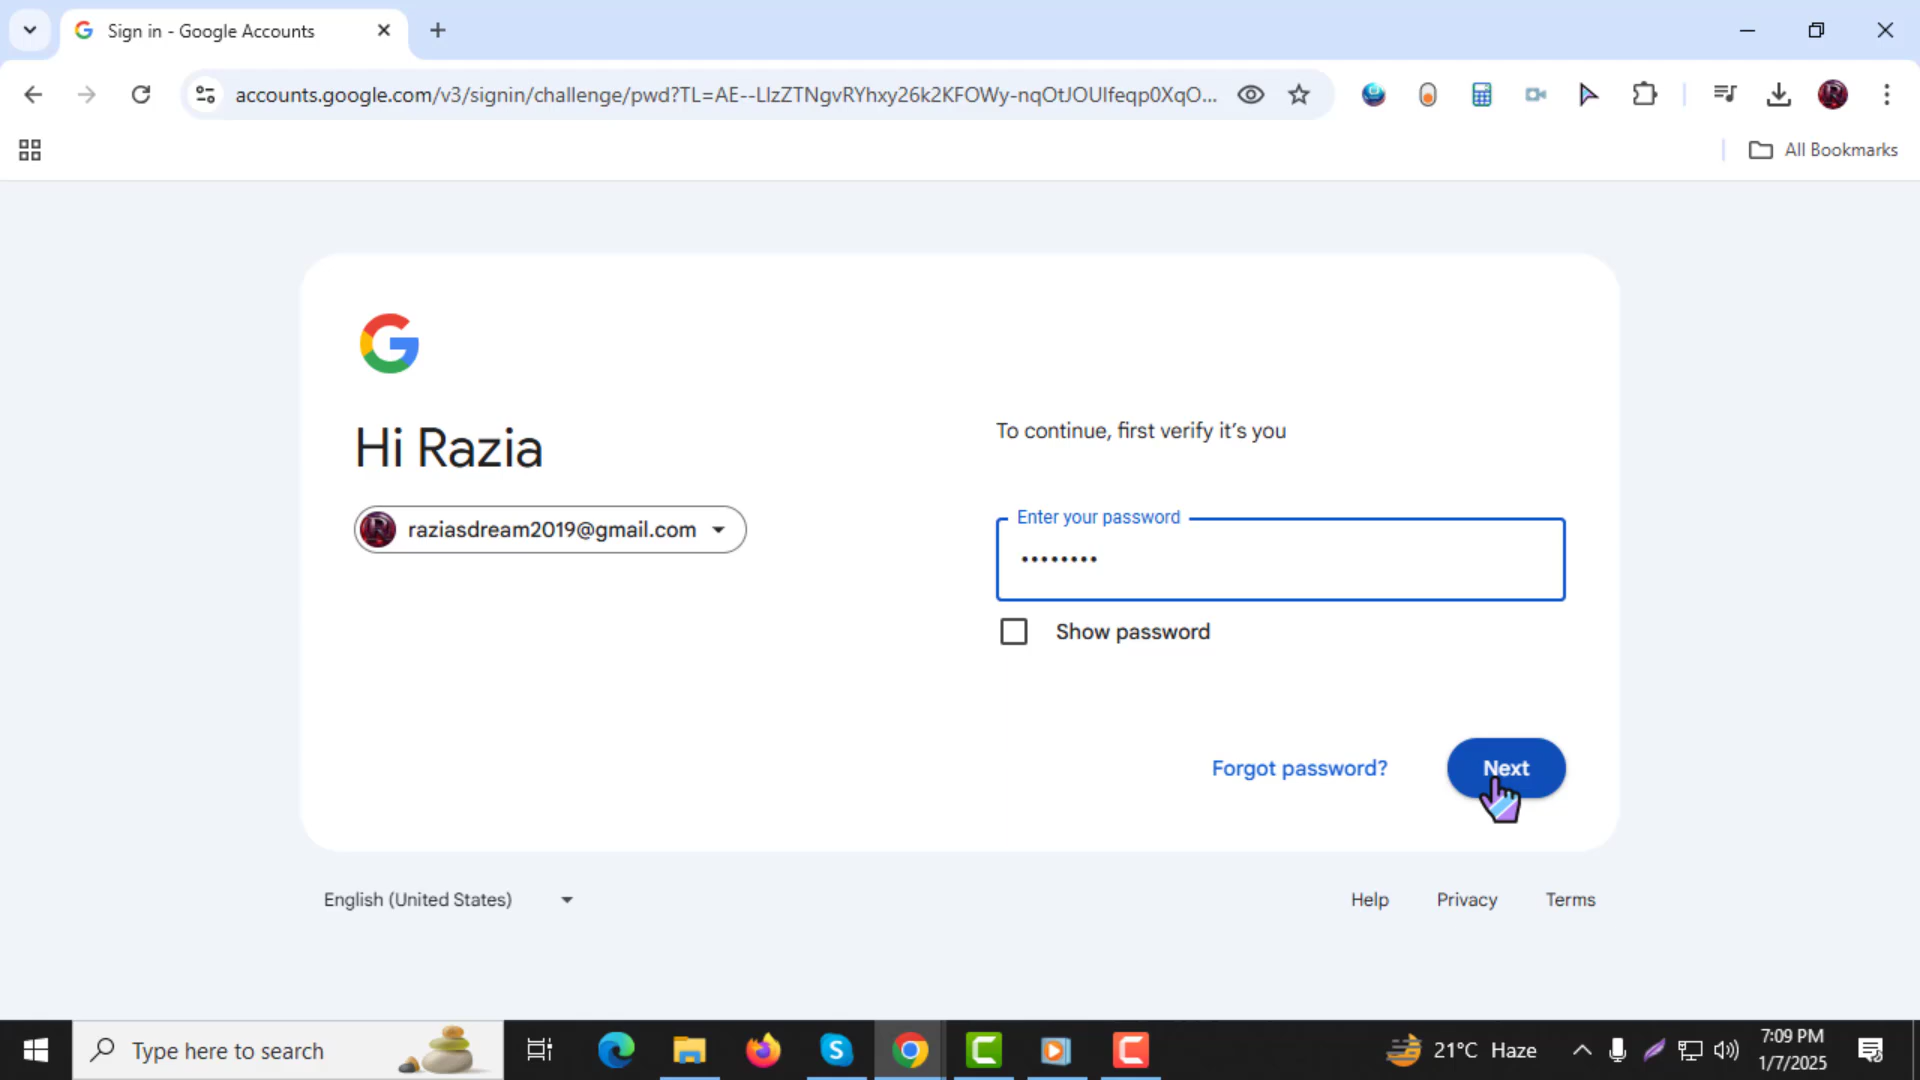 Sign in - Google Accounts
accounts.google.com/v3/signin/challenge/pwd?TL=AE--LIzZTNgvRYhxy26k2KFOWy-nqOtJOUlfeqp0XqO...
All Bookmarks
Hi Razia
raziasdream2019@gmail.com
To continue, first verify it's you
Enter your password
••••••••
Show password
Forgot password?
Next
English (United States)
Help Privacy Terms
Type here to search
21°C Haze
7:09 PM
1/7/2025